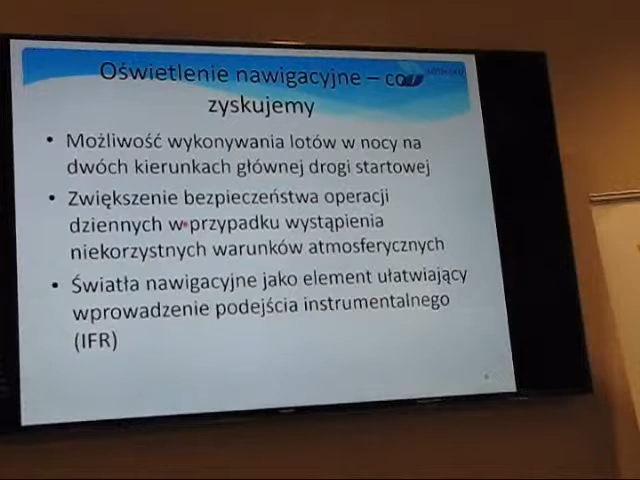 Oświetlenie nawigacyjne – co
zyskujemy
• Możliwość wykonywania lotów w nocy na
dwóch kierunkach głównej drogi startowej
• Zwiększenie bezpieczeństwa operacji
dziennych w przypadku wystąpienia
niekorzystnych warunków atmosferycznych
• Światła nawigacyjne jako element ułatwiający
wprowadzenie podejścia instrumentalnego
(IFR)